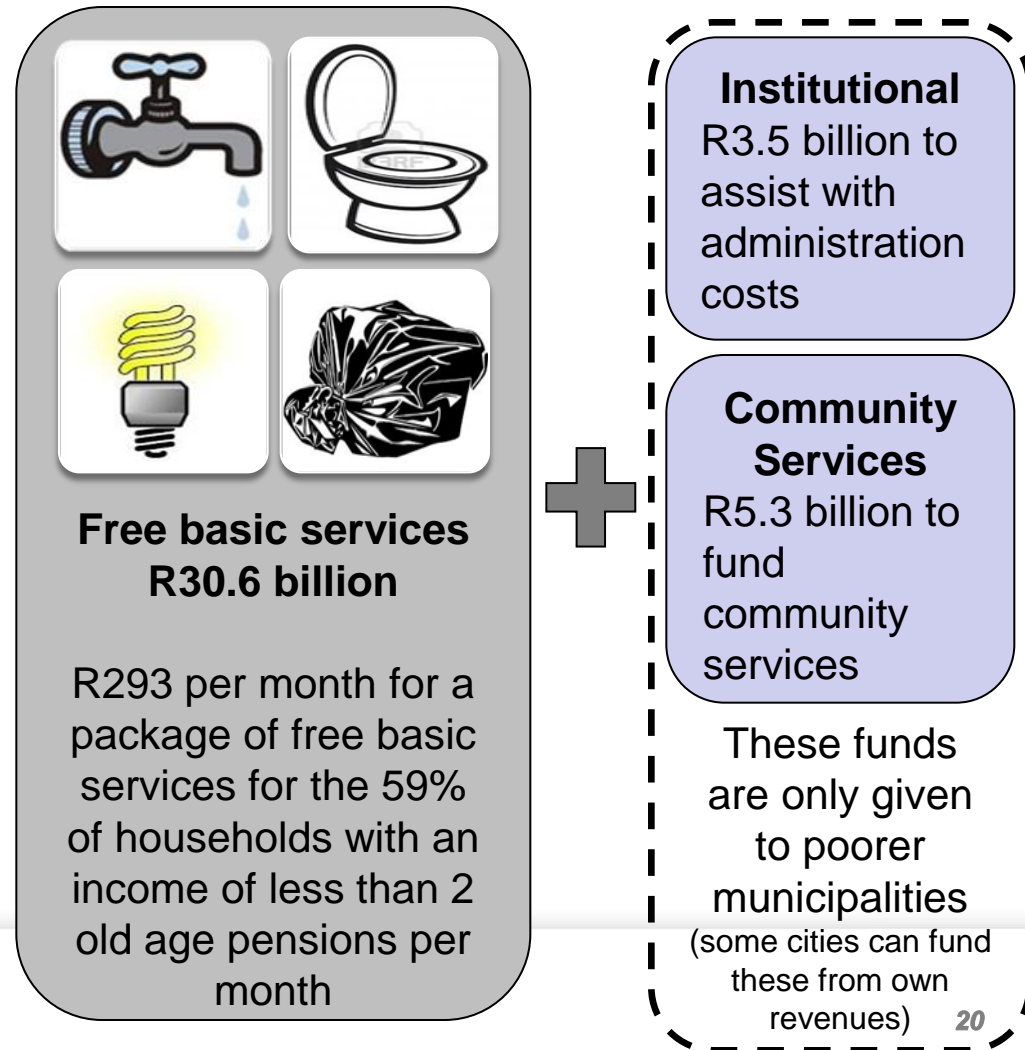 Free basic services
R30.6 billion
R293 per month for a
package of free basic
services for the 59%
of households with an
income of less than 2
old age pensions per
month
Institutional
R3.5 billion to
assist with
administration
costs
Community
Services
R5.3 billion to
fund
community
services
These funds
are only given
to poorer
municipalities
(some cities can fund
these from own
revenues)
20